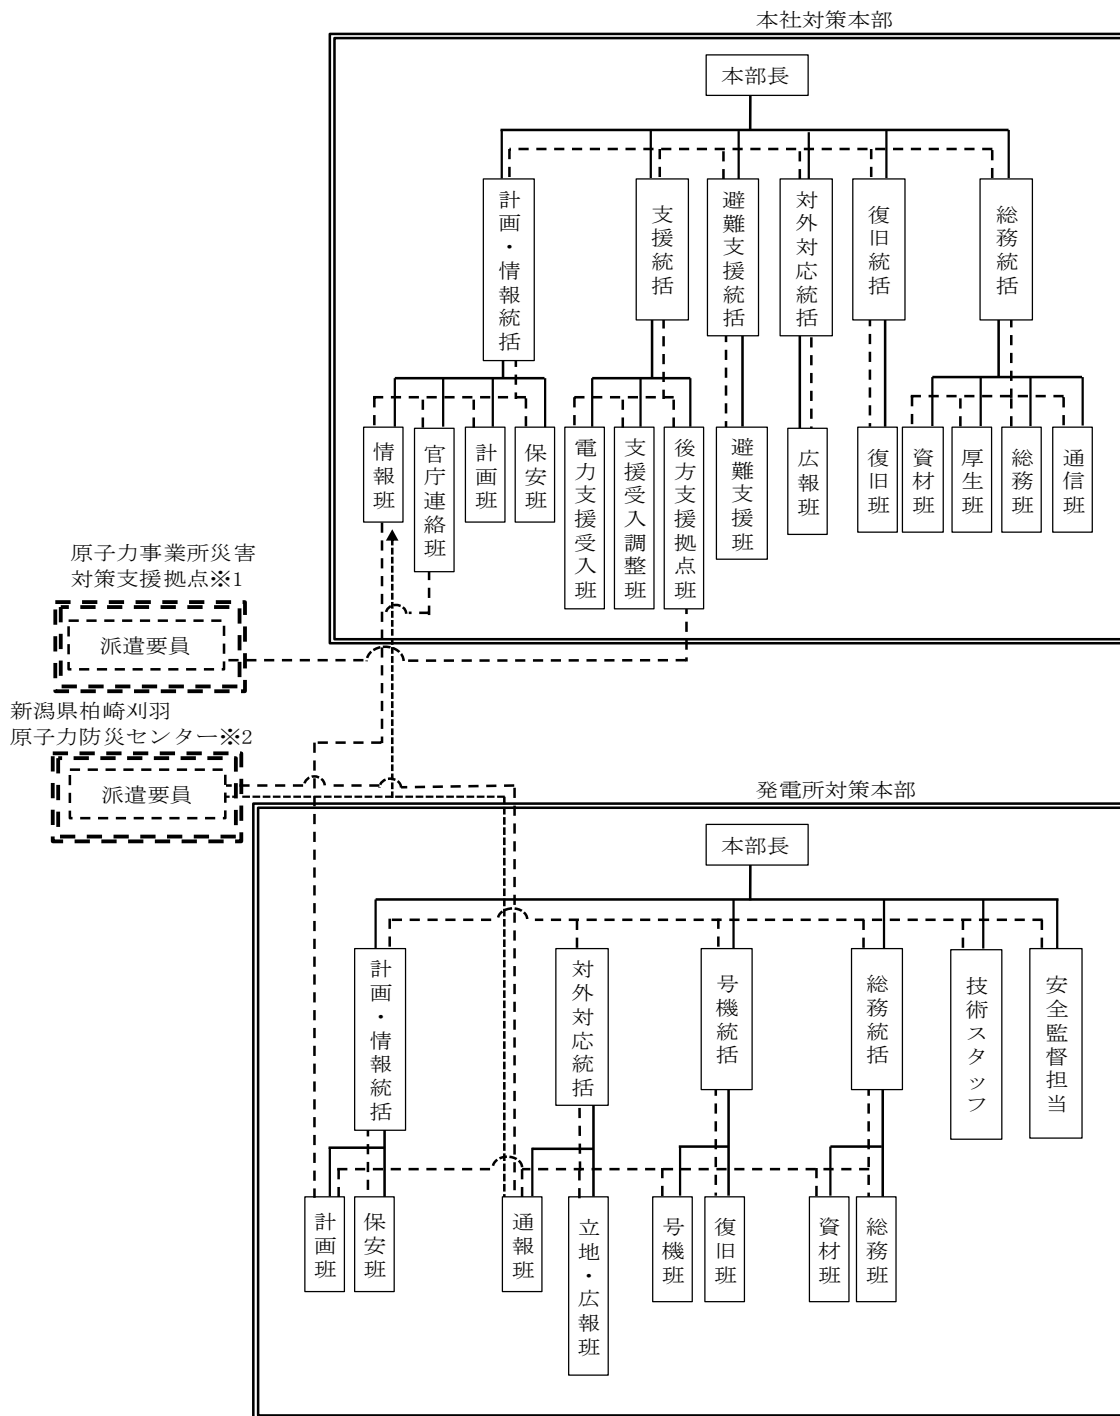 本社対策本部
本部長
計画・情報統括
支援統括
避難支援統括
対外対応統括
復旧統括
総務統括
情報班
官庁連絡班
計画班
保安班
電力支援受入班
支援受入調整班
後方支援拠点班
避難支援班
広報班
復旧班
資材班
厚生班
総務班
通信班
原子力事業所災害
対策支援拠点※1
派遣要員
新潟県柏崎刈羽
原子力防災センター※2
派遣要員
発電所対策本部
本部長
計画・情報統括
対外対応統括
号機統括
総務統括
技術スタッフ
安全監督担当
計画班
保安班
通報班
立地・広報班
号機班
復旧班
資材班
総務班